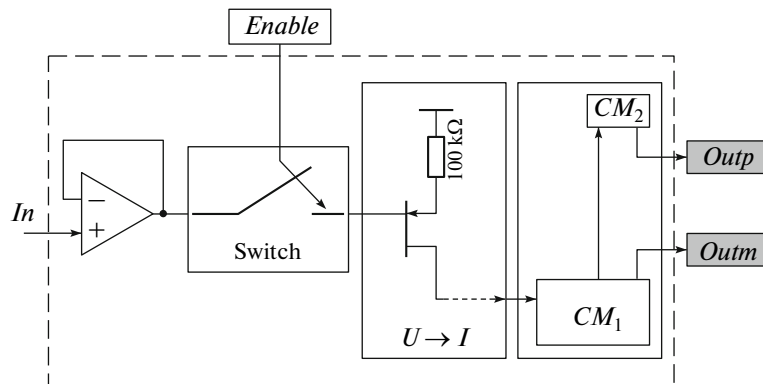 Enable
CM2
100 kΩ
Outp
In
−
+
Switch
Outm
CM1
U → I